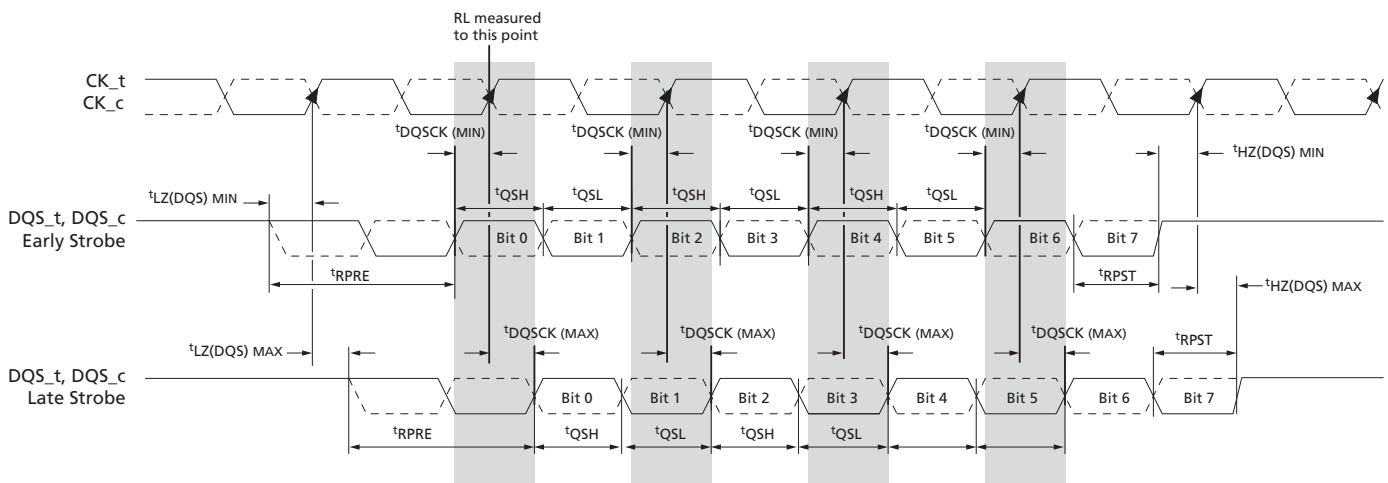 RL measured
to this point
CK_t
CK_c
tDQSCK (MIN) tDQSCK (MIN) tDQSCK (MIN) tDQSCK (MIN)
tHZ(DQS) MIN
tLZ(DQS) MIN
tQSH tQSL tQSH tQSL tQSH tQSL
DQS_t, DQS_c
Early Strobe
Bit 0 Bit 1 Bit 2 Bit 3 Bit 4 Bit 5 Bit 6 Bit 7
tRPRE
tRPST
tHZ(DQS) MAX
tDQSCK (MAX) tDQSCK (MAX) tDQSCK (MAX) tDQSCK (MAX)
tLZ(DQS) MAX
tRPST
DQS_t, DQS_c
Late Strobe
Bit 0 Bit 1 Bit 2 Bit 3 Bit 4 Bit 5 Bit 6 Bit 7
tRPRE
tQSH tQSL tQSH tQSL